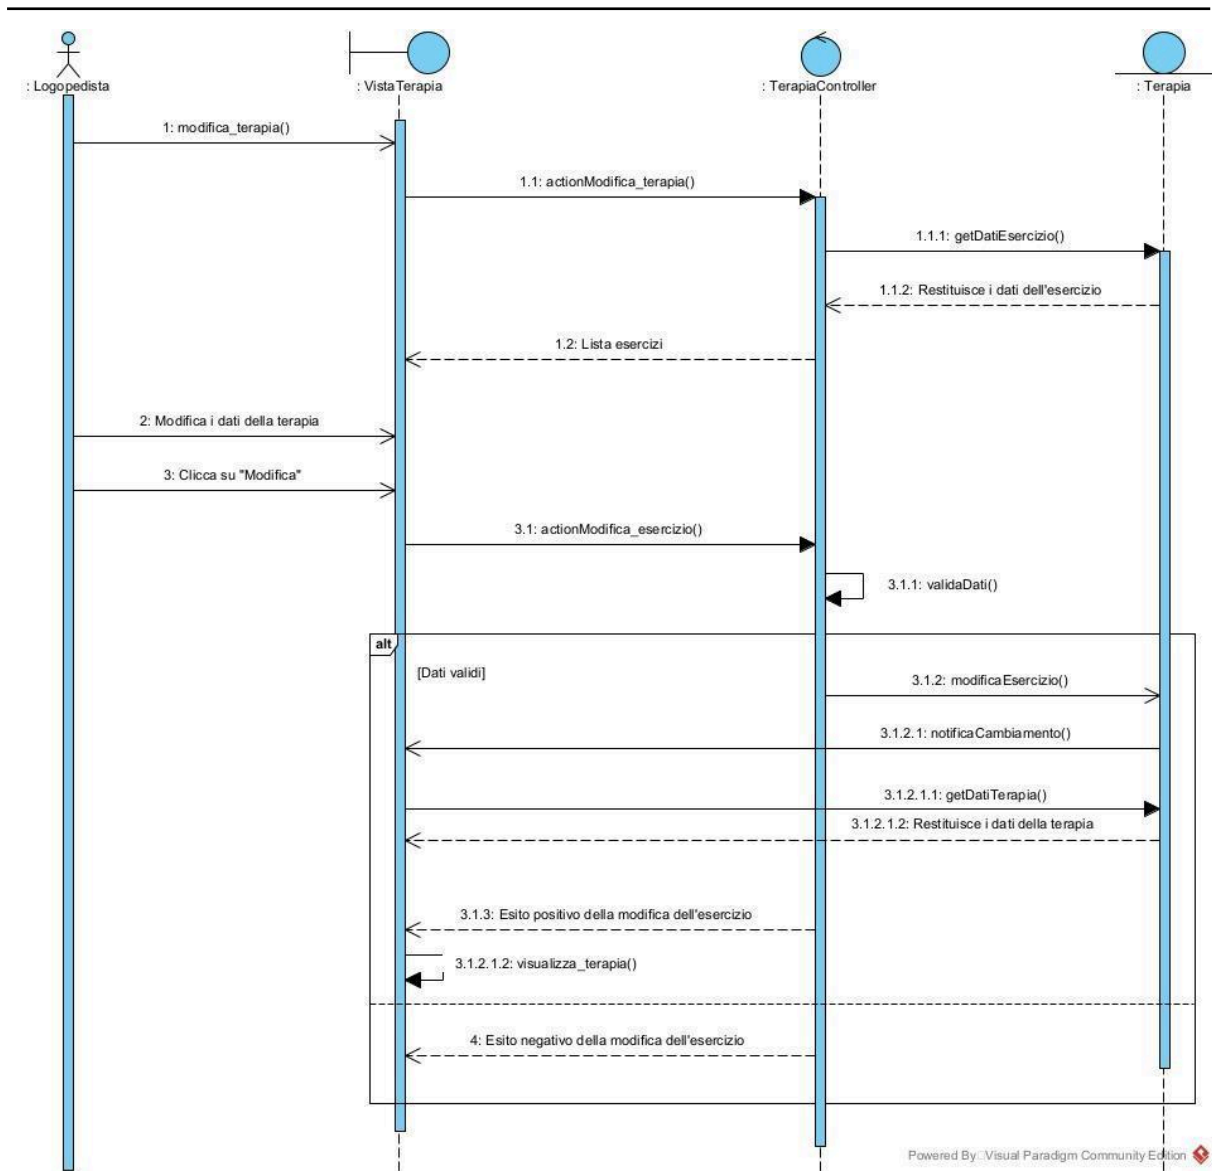 : Logopedista
: VistaTerapia
: TerapiaController
: Terapia
1: modifica_terapia()
1.1: actionModifica_terapia()
1.1.1: getDatiEsercizio()
1.1.2: Restituisce i dati dell'esercizio
1.2: Lista esercizi
2: Modifica i dati della terapia
3: Clicca su "Modifica"
3.1: actionModifica_esercizio()
3.1.1: validaDati()
alt
[Dati validi]
3.1.2: modificaEsercizio()
3.1.2.1: notificaCambiamento()
3.1.2.1.1: getDatiTerapia()
3.1.2.1.2: Restituisce i dati della terapia
3.1.3: Esito positivo della modifica dell'esercizio
3.1.2.1.2: visualizza_terapia()
4: Esito negativo della modifica dell'esercizio
Powered By Visual Paradigm Community Edition